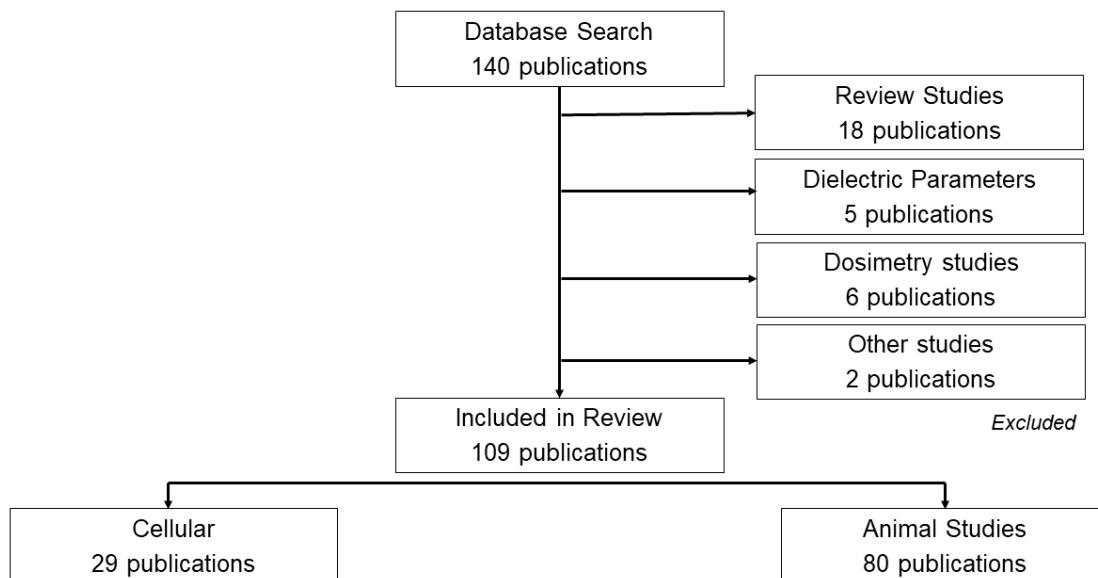 Database Search
140 publications
Review Studies
18 publications
Dielectric Parameters
5 publications
Dosimetry studies
6 publications
Other studies
2 publications
Excluded
Included in Review
109 publications
Cellular
29 publications
Animal Studies
80 publications